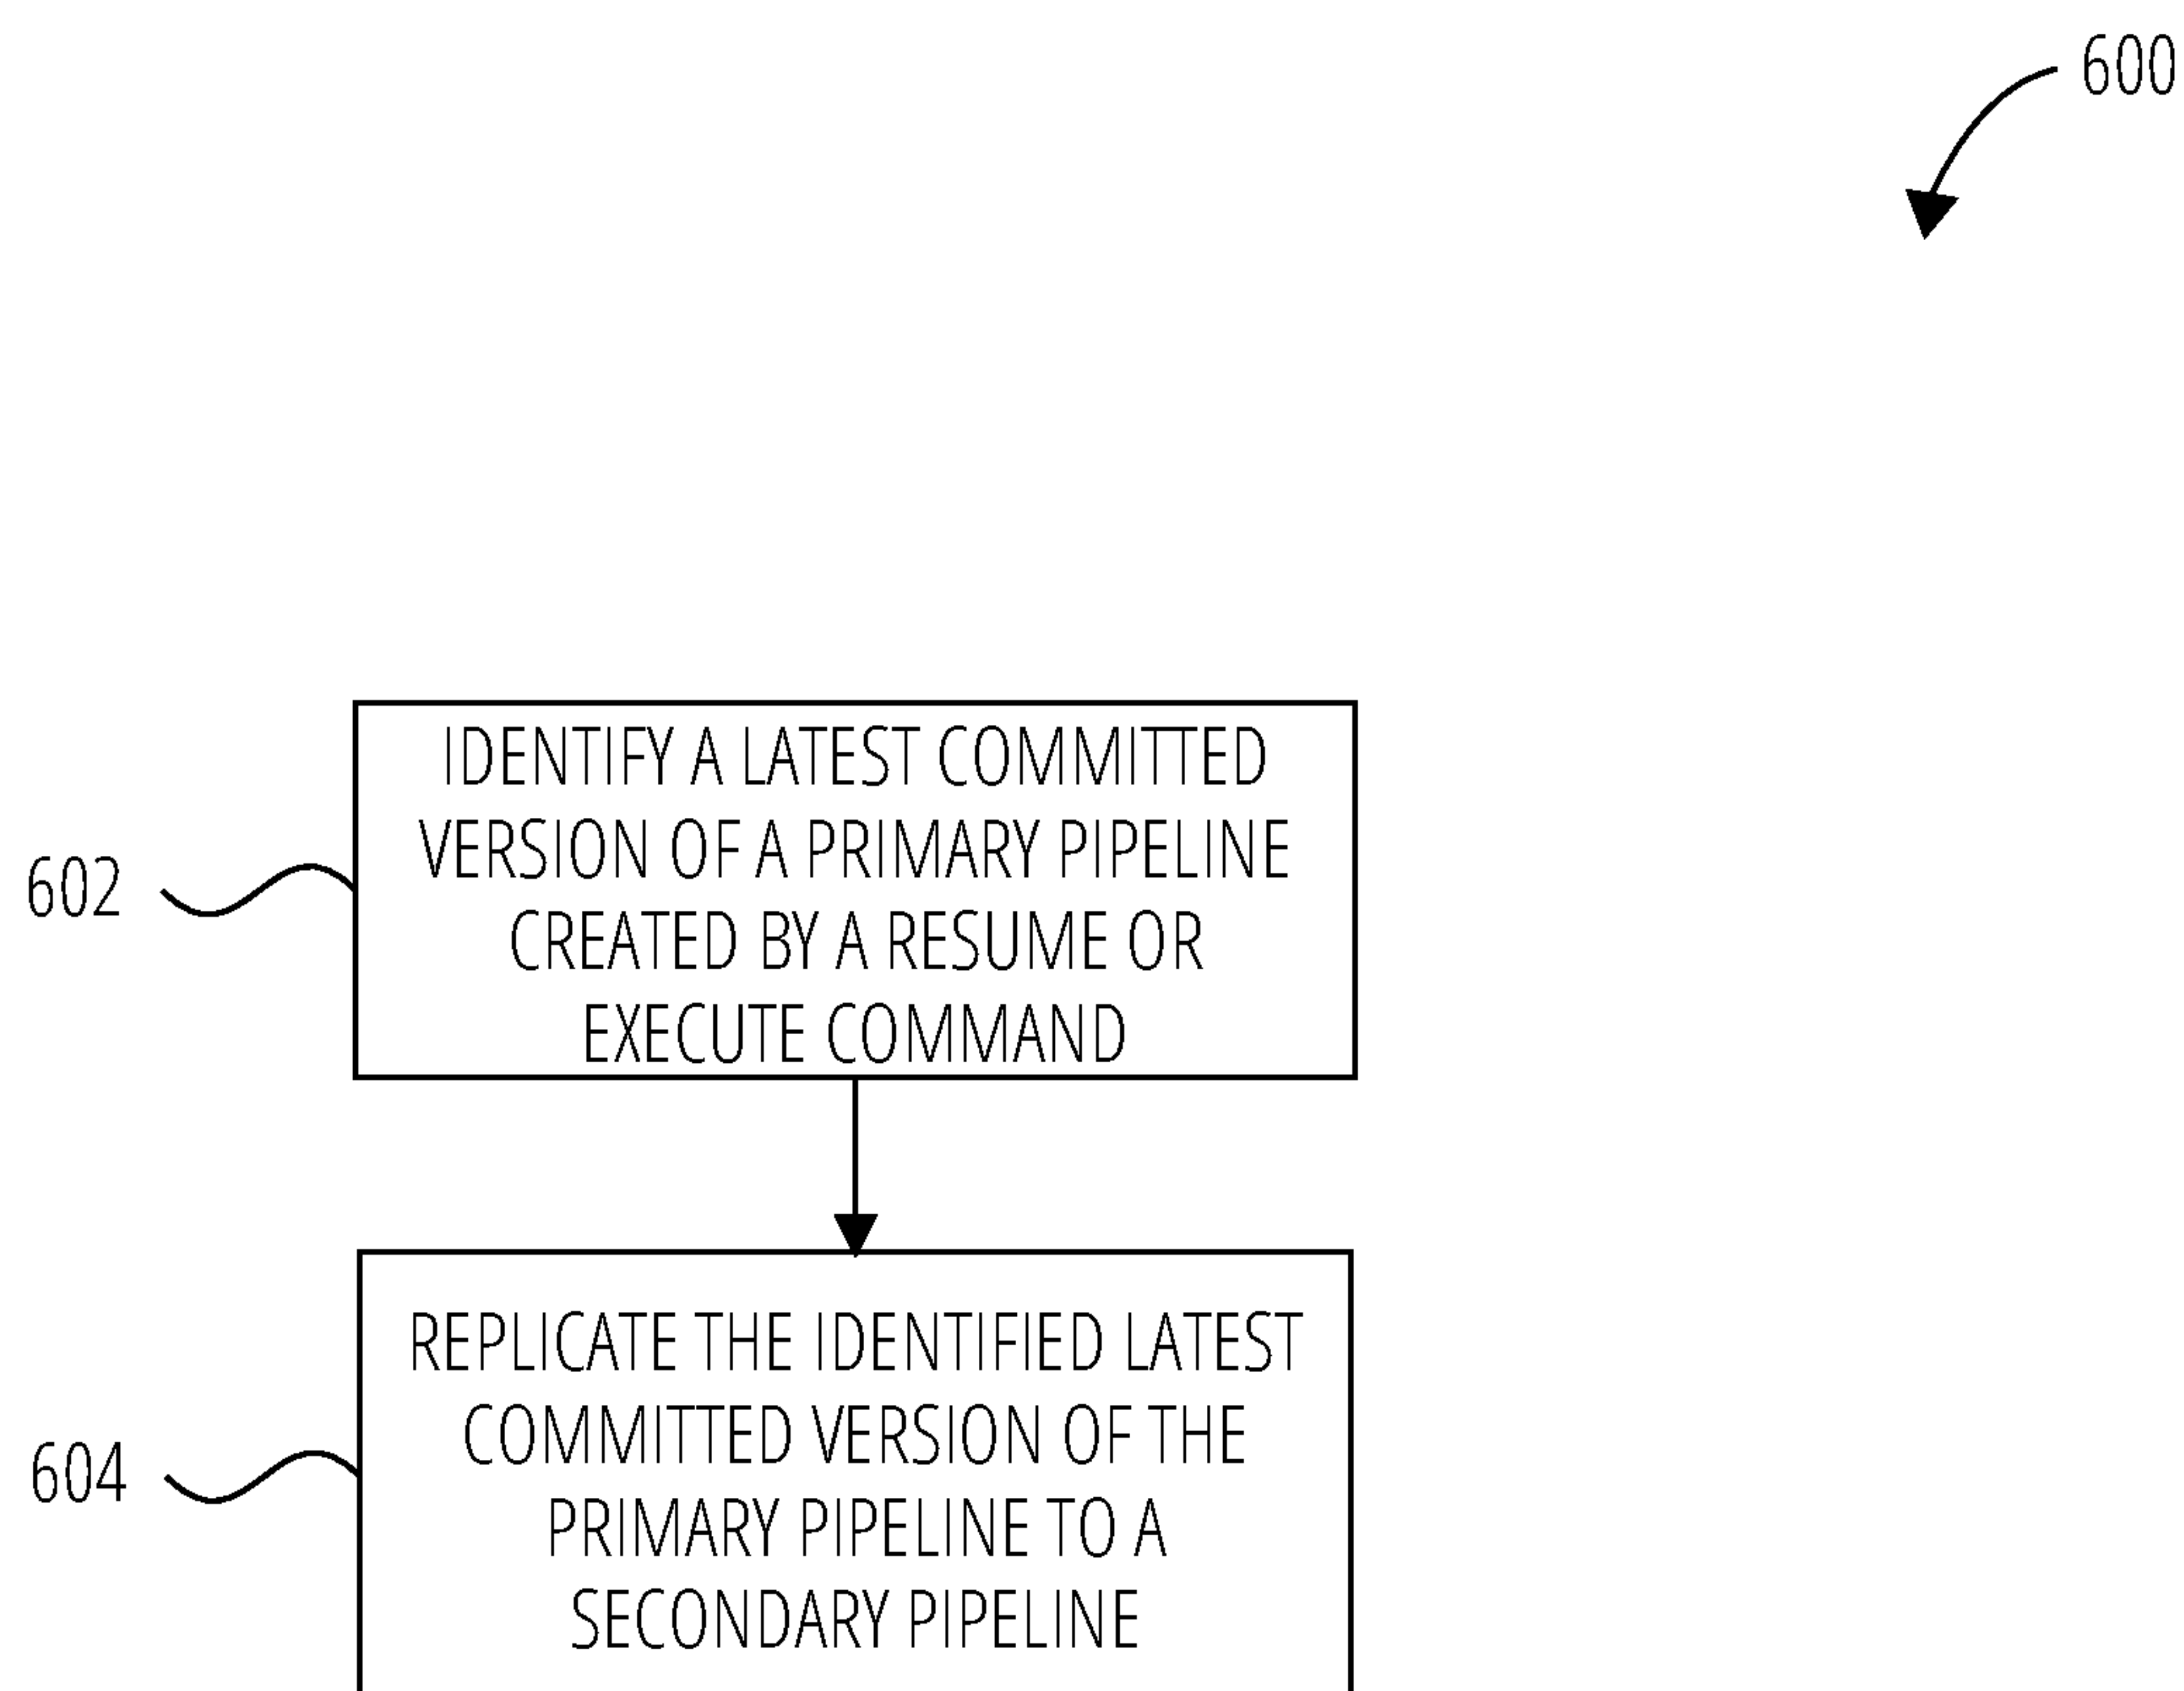 600
IDENTIFY A LATEST COMMITTED
VERSION OF A PRIMARY PIPELINE
CREATED BY A RESUME OR
EXECUTE COMMAND
602
REPLICATE THE IDENTIFIED LATEST
COMMITTED VERSION OF THE
PRIMARY PIPELINE TO A
SECONDARY PIPELINE
604